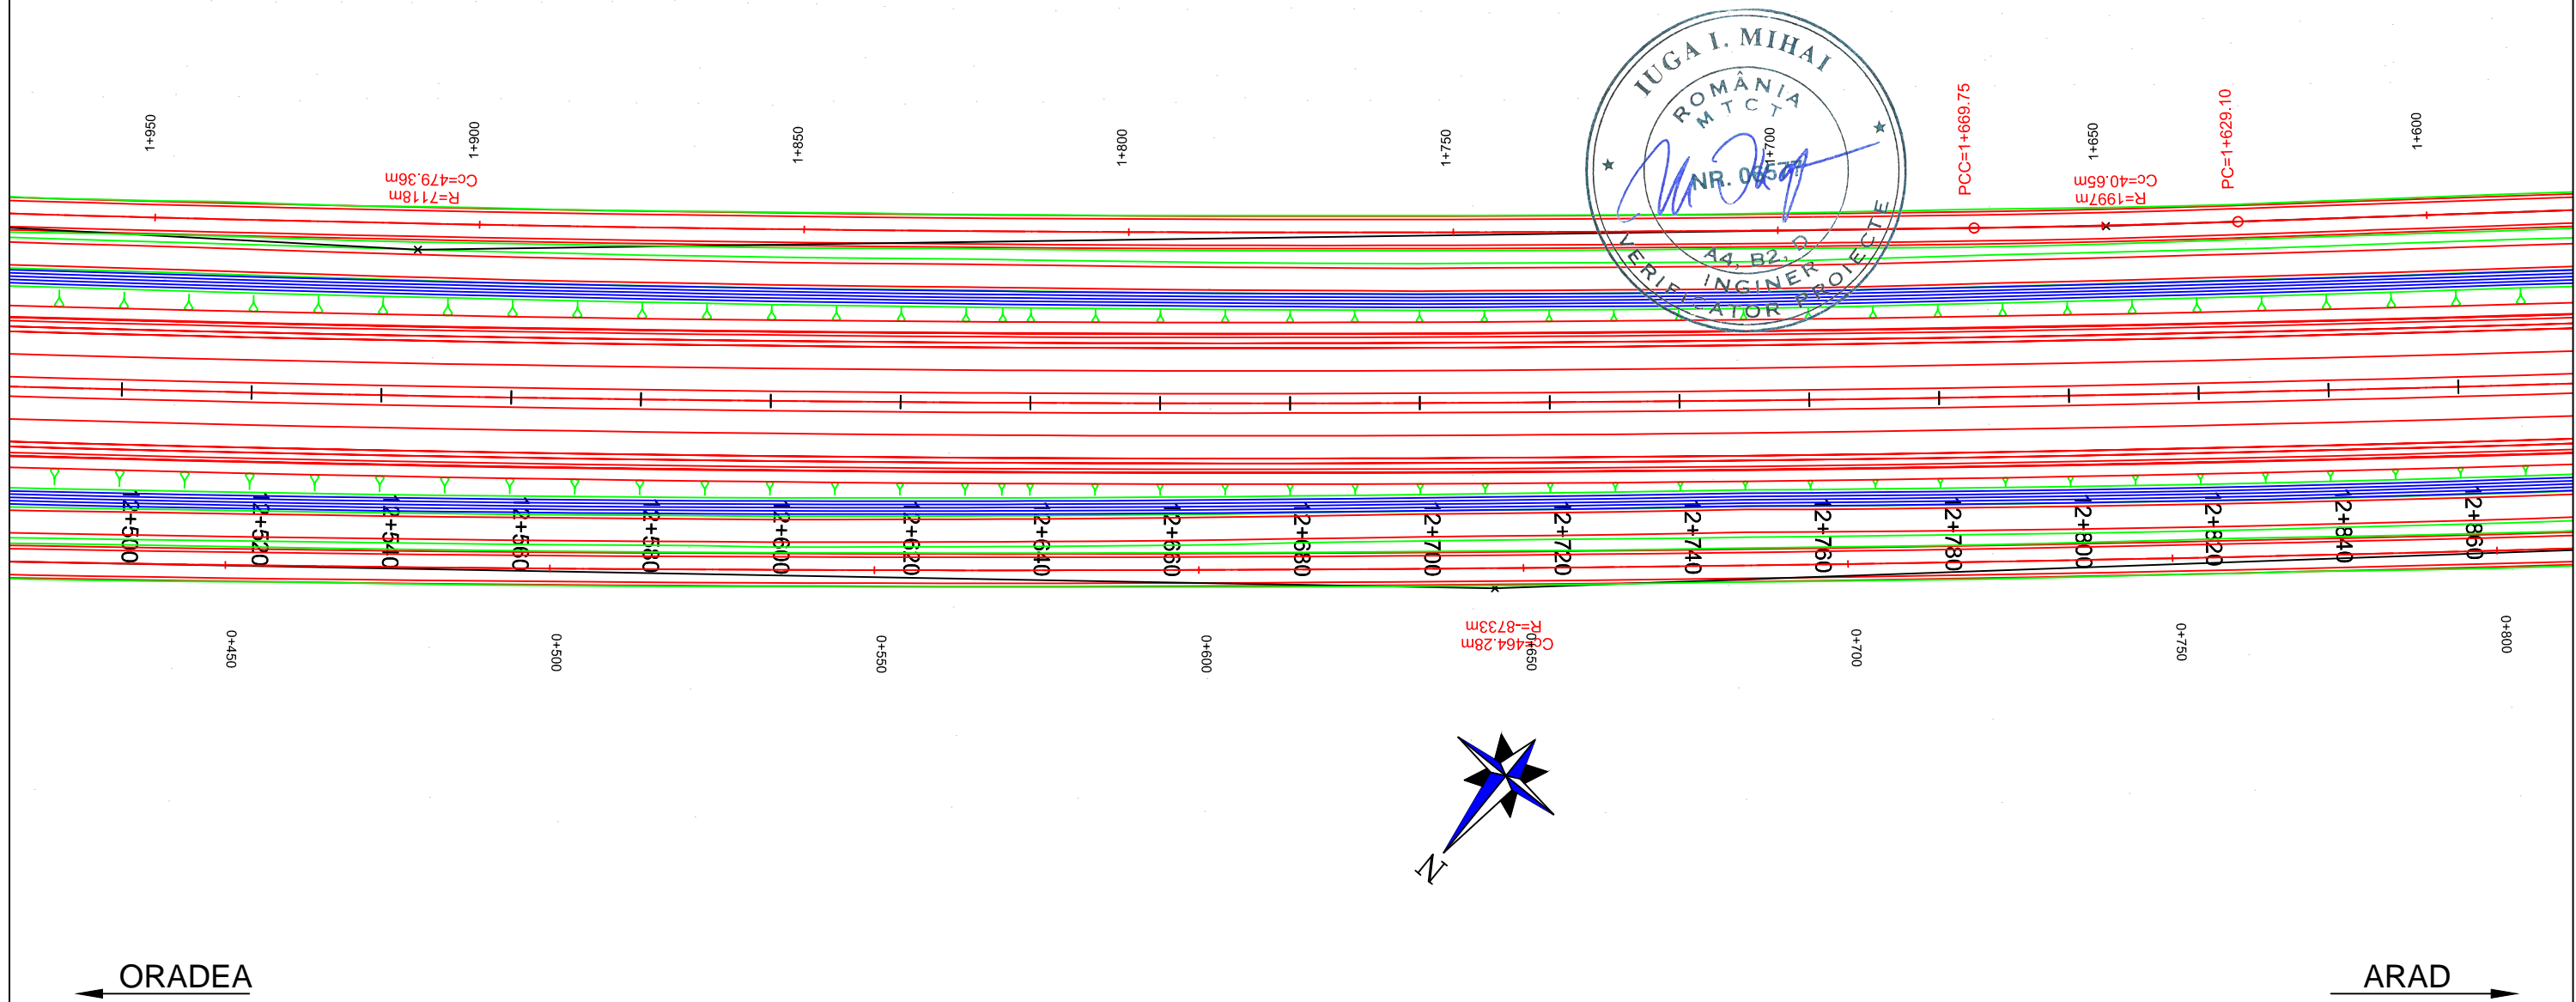 IUGA I. MIHAI
ROMÂNIA
M T C T
NR. 06577
A4, B2, D
INGINER
VERIFICATOR PROIECTE
1+950
1+900
1+850
1+800
1+750
1+700
PCC=1+669.75
1+650
PC=1+629.10
1+600
R=7118m
Cc=479.36m
R=1997m
Cc=40.65m
12+500
12+520
12+540
12+560
12+580
12+600
12+620
12+640
12+660
12+680
12+700
12+720
12+740
12+760
12+780
12+800
12+820
12+840
12+860
0+450
0+500
0+550
0+600
0+650
0+700
0+750
0+800
Cc=464.28m
R=-8733m
N
ORADEA
ARAD